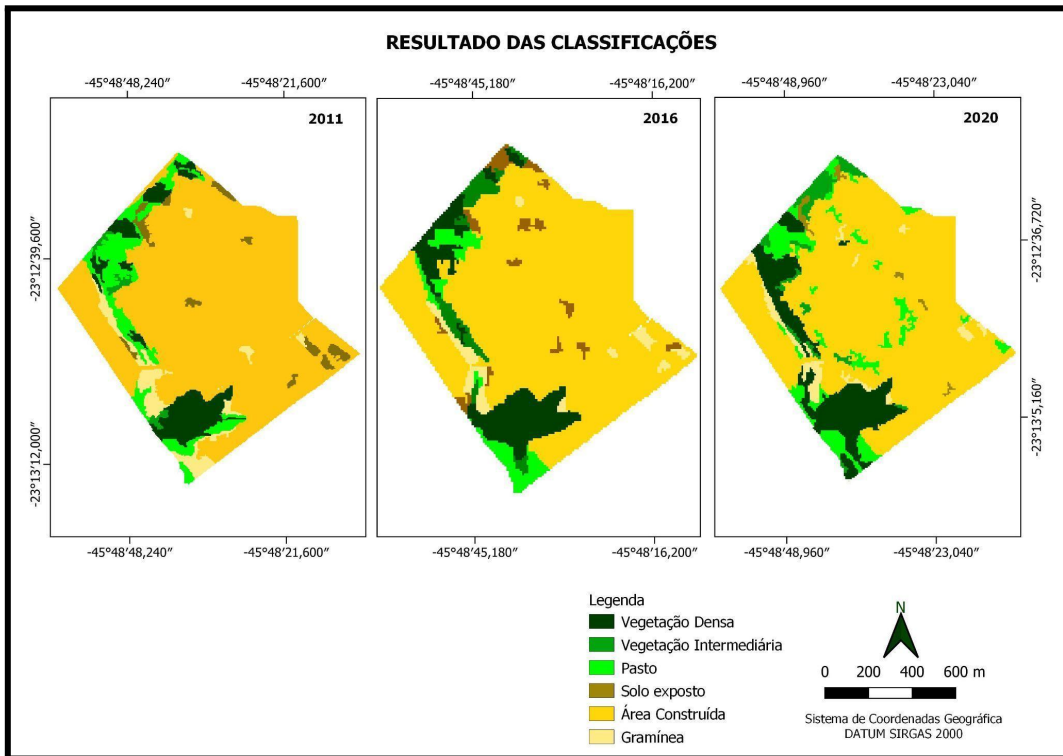 RESULTADO DAS CLASSIFICAÇÕES
-45°48'48,240" -45°48'21,600" -45°48'45,180" -45°48'16,200" -45°48'48,960" -45°48'23,040"
2011 2016 2020
-23°12'39,600"
-23°13'12,000"
-23°12'36,720"
-23°13'5,160"
-45°48'48,240" -45°48'21,600" -45°48'45,180" -45°48'16,200" -45°48'48,960" -45°48'23,040"
Legenda
Vegetação Densa
Vegetação Intermediária
Pasto
Solo exposto
Área Construída
Gramínea
N
0 200 400 600 m
Sistema de Coordenadas Geográfica
DATUM SIRGAS 2000